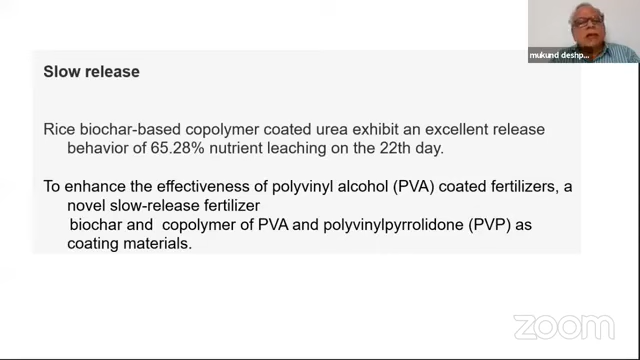 mukund deshp...
Slow release
Rice biochar-based copolymer coated urea exhibit an excellent release
behavior of 65.28% nutrient leaching on the 22th day.
To enhance the effectiveness of polyvinyl alcohol (PVA) coated fertilizers, a
novel slow-release fertilizer
biochar and copolymer of PVA and polyvinylpyrrolidone (PVP) as
coating materials.
zoom